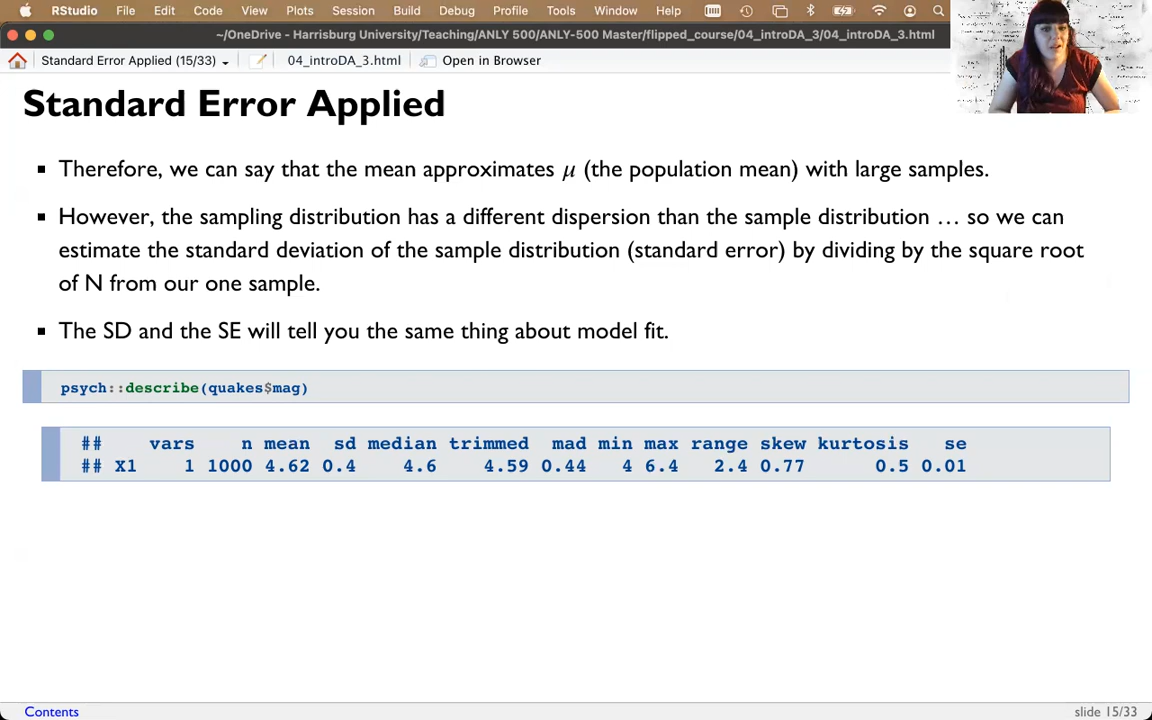 RStudio File Edit Code View Plots Session Build Debug Profile Tools Window Help
~/OneDrive - Harrisburg University/Teaching/ANLY 500/ANLY-500 Master/flipped_course/04_introDA_3/04_introDA_3.html
Standard Error Applied (15/33) 04_introDA_3.html Open in Browser
Standard Error Applied
Therefore, we can say that the mean approximates μ (the population mean) with large samples.
However, the sampling distribution has a different dispersion than the sample distribution … so we can
estimate the standard deviation of the sample distribution (standard error) by dividing by the square root
of N from our one sample.
The SD and the SE will tell you the same thing about model fit.
psych::describe(quakes$mag)
## vars n mean sd median trimmed mad min max range skew kurtosis se
## X1 1 1000 4.62 0.4 4.6 4.59 0.44 4 6.4 2.4 0.77 0.5 0.01
Contents slide 15/33